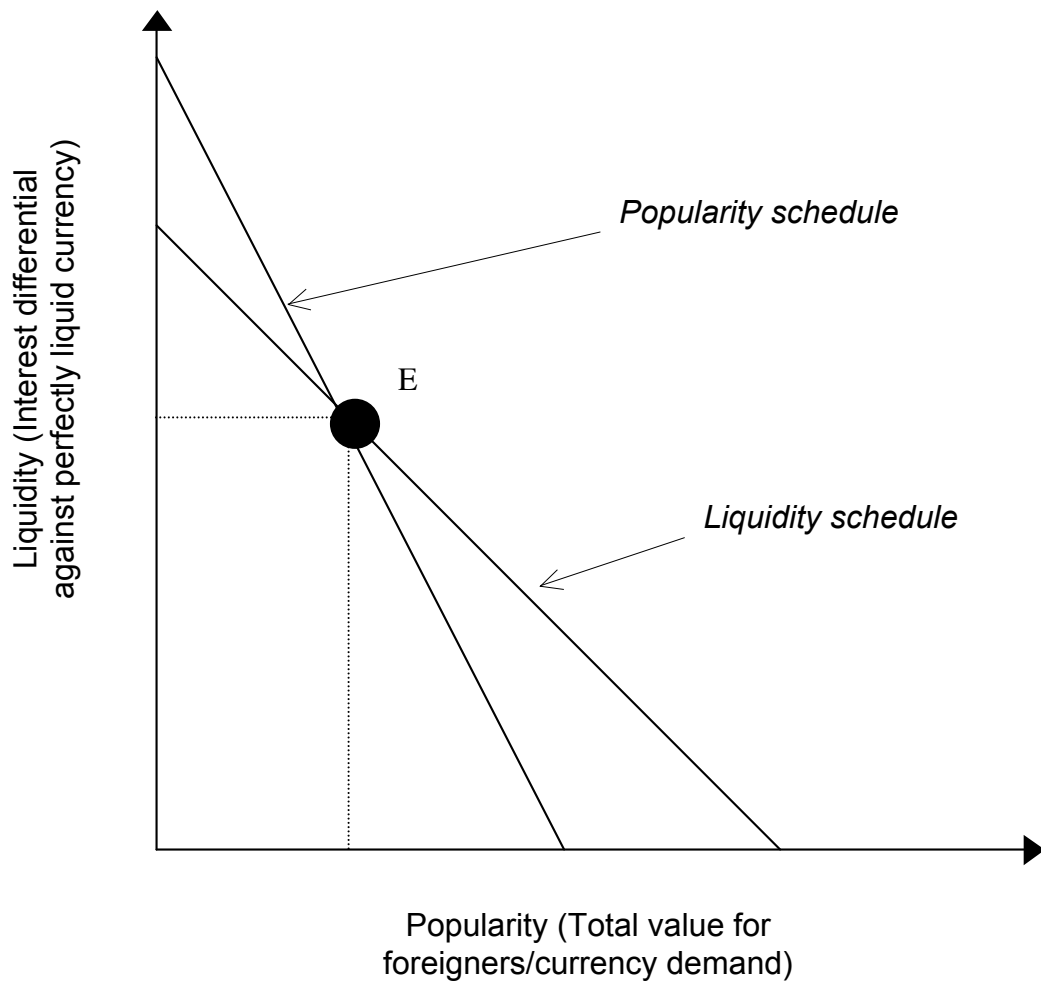 Liquidity (Interest differential
against perfectly liquid currency)
Popularity schedule
E
Liquidity schedule
Popularity (Total value for
foreigners/currency demand)